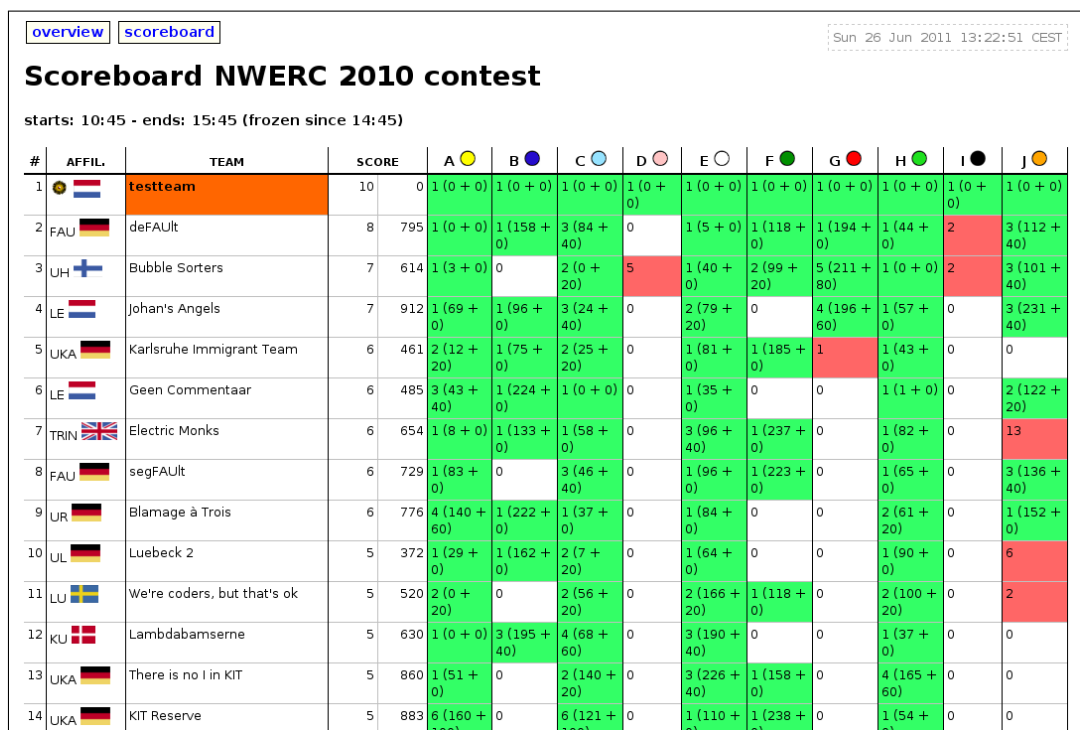 overview scoreboard
Sun 26 Jun 2011 13:22:51 CEST
Scoreboard NWERC 2010 contest
starts: 10:45 - ends: 15:45 (frozen since 14:45)
# AFFIL. TEAM SCORE A B C D E F G H I J
1 testteam 10 0 1 (0 + 0) 1 (0 + 0) 1 (0 + 0) 1 (0 + 0) 1 (0 + 0) 1 (0 + 0) 1 (0 + 0) 1 (0 + 0) 1 (0 + 0) 1 (0 + 0)
2 FAU deFAUlt 8 795 1 (0 + 0) 1 (158 + 0) 3 (84 + 40) 0 1 (5 + 0) 1 (118 + 0) 1 (194 + 0) 1 (44 + 0) 2 3 (112 + 40)
3 UH Bubble Sorters 7 614 1 (3 + 0) 0 2 (0 + 20) 5 1 (40 + 0) 2 (99 + 20) 5 (211 + 80) 1 (0 + 0) 2 3 (101 + 40)
4 LE Johan's Angels 7 912 1 (69 + 0) 1 (96 + 0) 3 (24 + 40) 0 2 (79 + 20) 0 4 (196 + 60) 1 (57 + 0) 0 3 (231 + 40)
5 UKA Karlsruhe Immigrant Team 6 461 2 (12 + 20) 1 (75 + 0) 2 (25 + 20) 0 1 (81 + 0) 1 (185 + 0) 1 1 (43 + 0) 0 0
6 LE Geen Commentaar 6 485 3 (43 + 40) 1 (224 + 0) 1 (0 + 0) 0 1 (35 + 0) 0 0 1 (1 + 0) 0 2 (122 + 20)
7 TRIN Electric Monks 6 654 1 (8 + 0) 1 (133 + 0) 1 (58 + 0) 0 3 (96 + 40) 1 (237 + 0) 0 1 (82 + 0) 0 13
8 FAU segFAUlt 6 729 1 (83 + 0) 0 3 (46 + 40) 0 1 (96 + 0) 1 (223 + 0) 0 1 (65 + 0) 0 3 (136 + 40)
9 UR Blamage à Trois 6 776 4 (140 + 60) 1 (222 + 0) 1 (37 + 0) 0 1 (84 + 0) 0 0 2 (61 + 20) 0 1 (152 + 0)
10 UL Luebeck 2 5 372 1 (29 + 0) 1 (162 + 0) 2 (7 + 20) 0 1 (64 + 0) 0 0 1 (90 + 0) 0 6
11 LU We're coders, but that's ok 5 520 2 (0 + 20) 0 2 (56 + 20) 0 2 (166 + 20) 1 (118 + 0) 0 2 (100 + 20) 0 2
12 KU Lambdabamserne 5 630 1 (0 + 0) 3 (195 + 40) 4 (68 + 60) 0 3 (190 + 40) 0 0 1 (37 + 0) 0 0
13 UKA There is no I in KIT 5 860 1 (51 + 0) 0 2 (140 + 20) 0 3 (226 + 40) 1 (158 + 0) 0 4 (165 + 60) 0 0
14 UKA KIT Reserve 5 883 6 (160 + 0 6 (121 + 0 1 (110 + 1 (238 + 0 1 (54 + 0 0